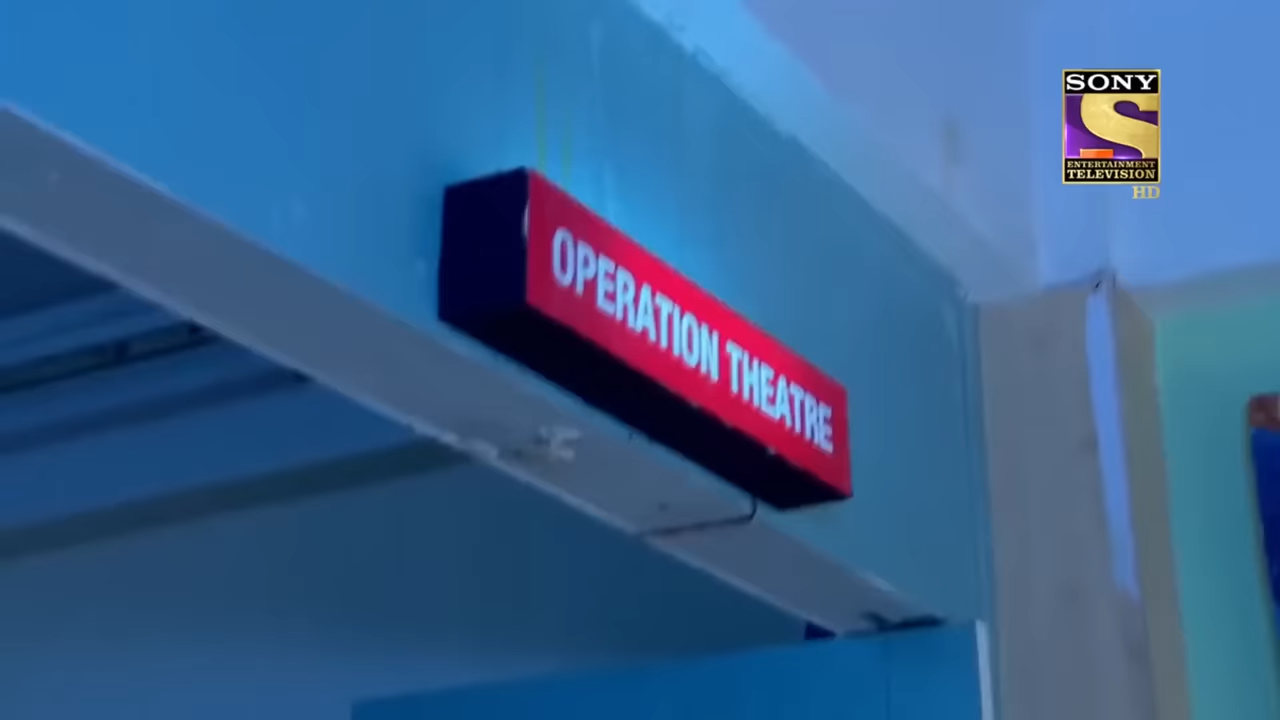 SONY
ENTERTAINMENT
TELEVISION
HD
OPERATION THEATRE